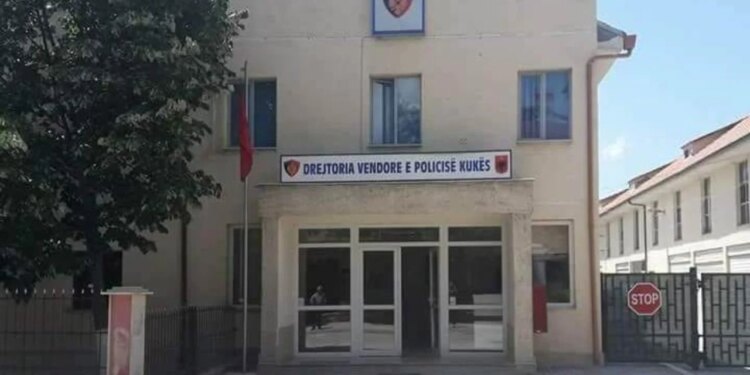 DREJTORIA VENDORE E POLICISË KUKËS
STOP